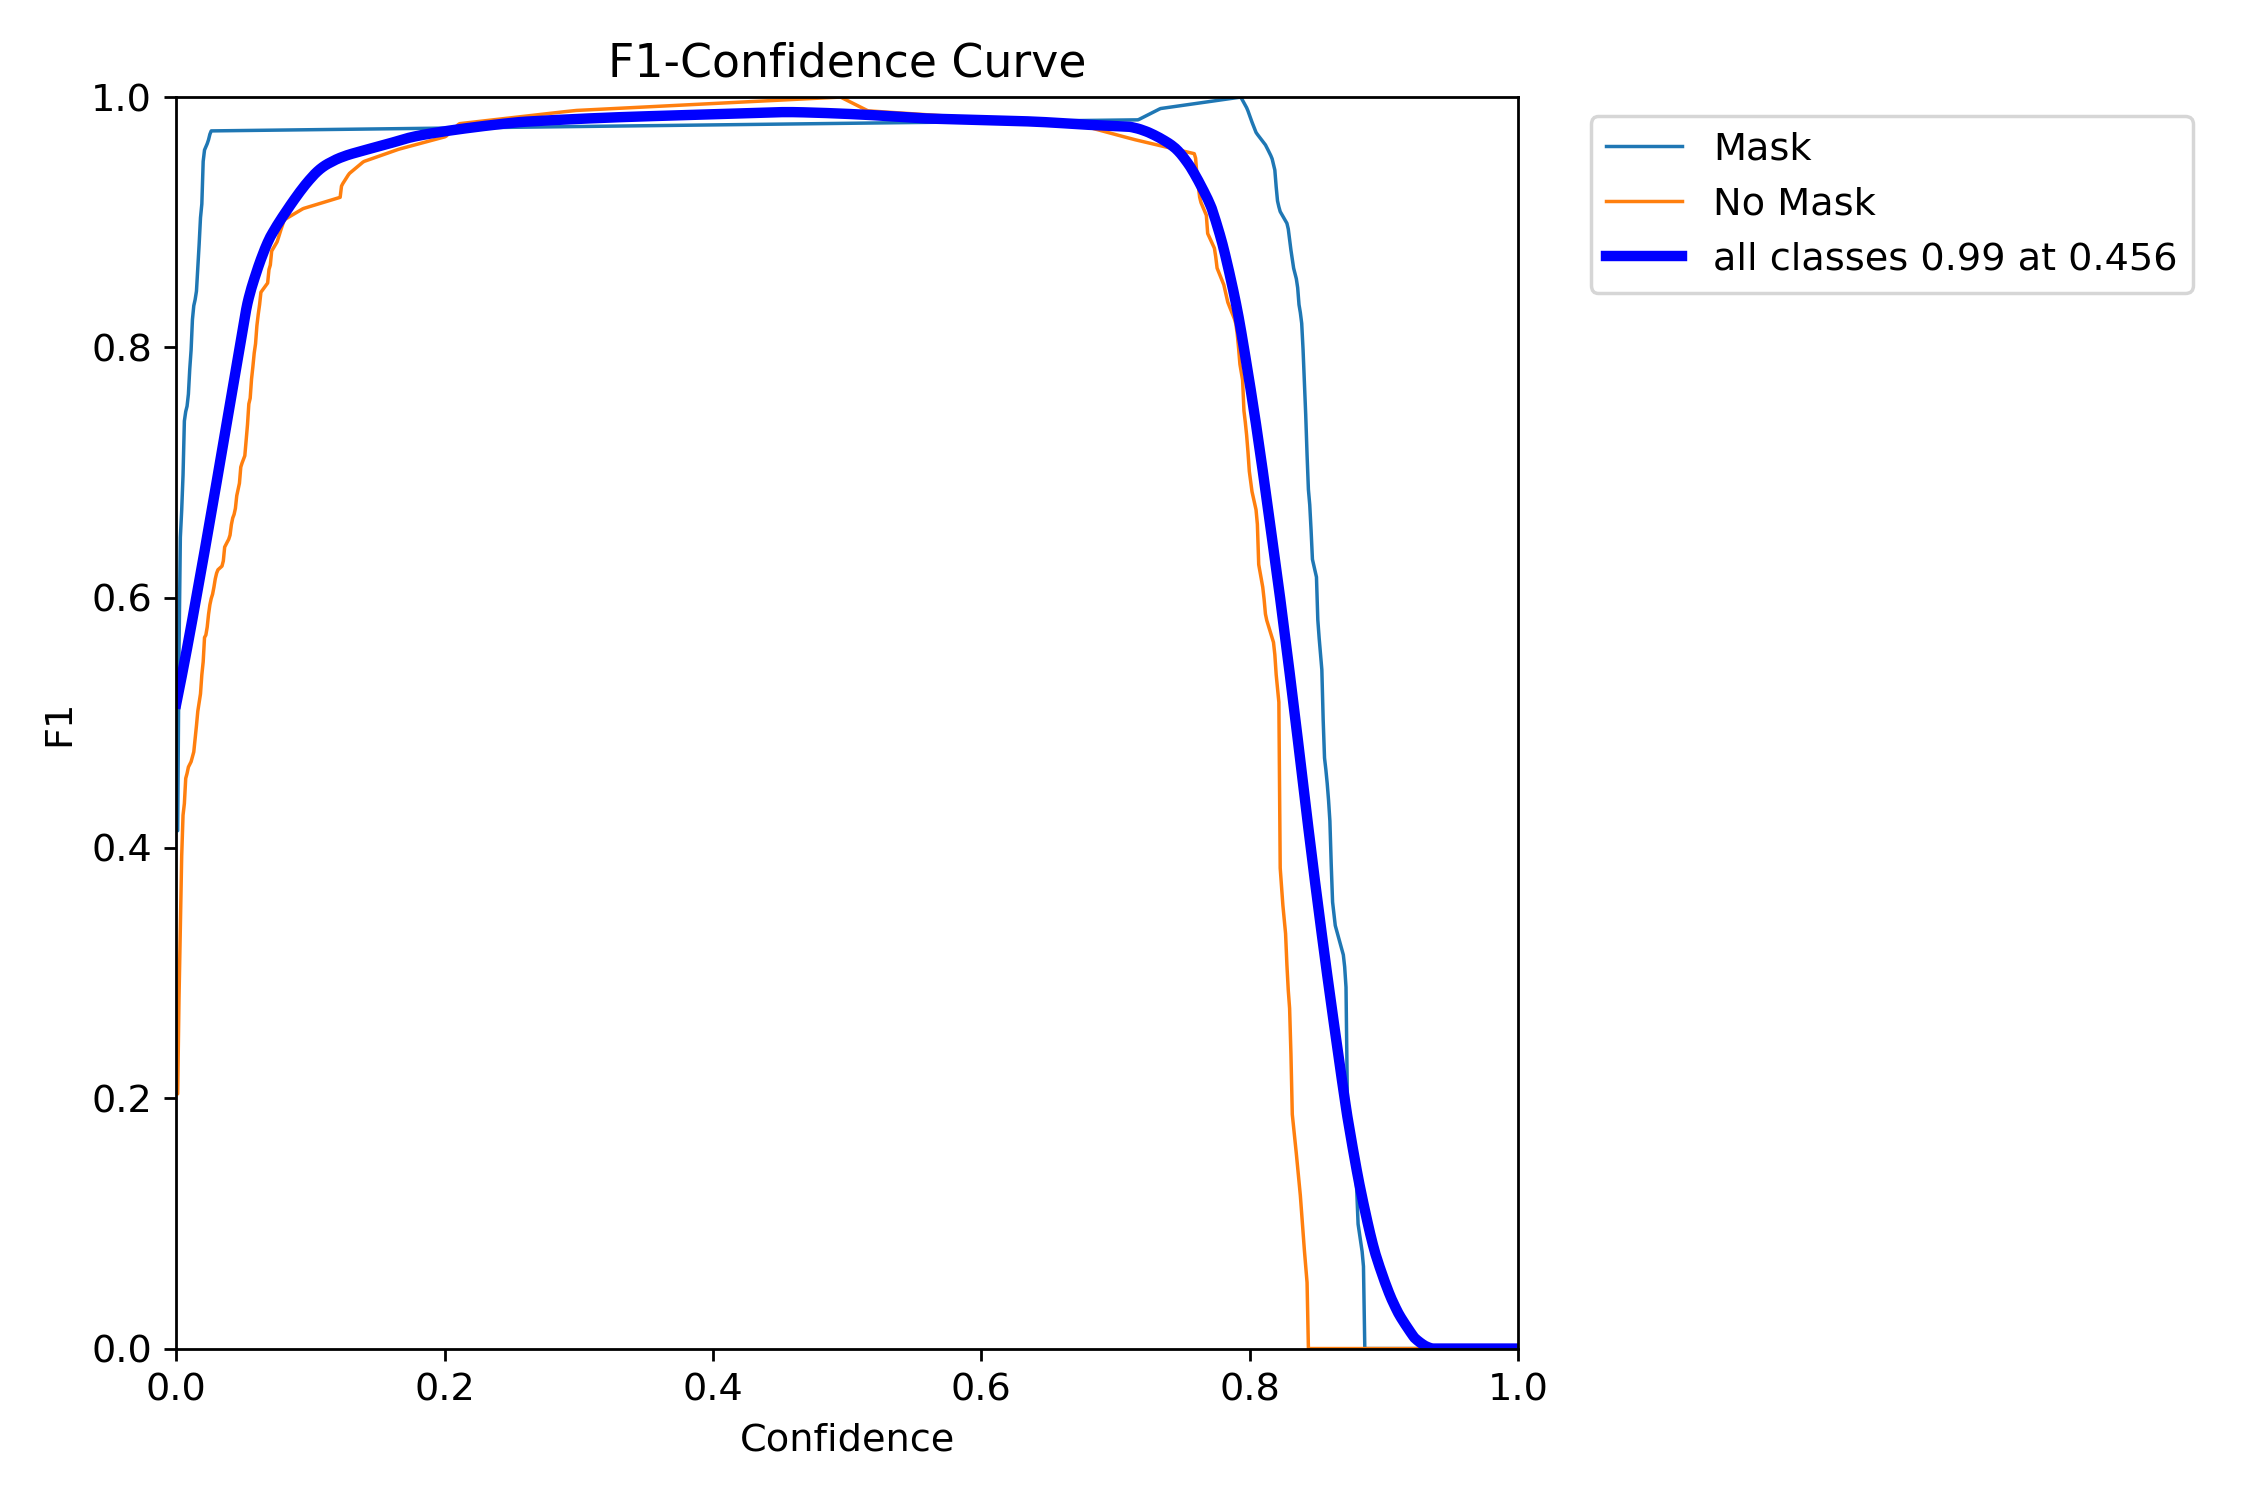 F1-Confidence Curve
Mask
No Mask
all classes 0.99 at 0.456
1.0
0.8
0.6
0.4
0.2
0.0
F1
0.0 0.2 0.4 0.6 0.8 1.0
Confidence